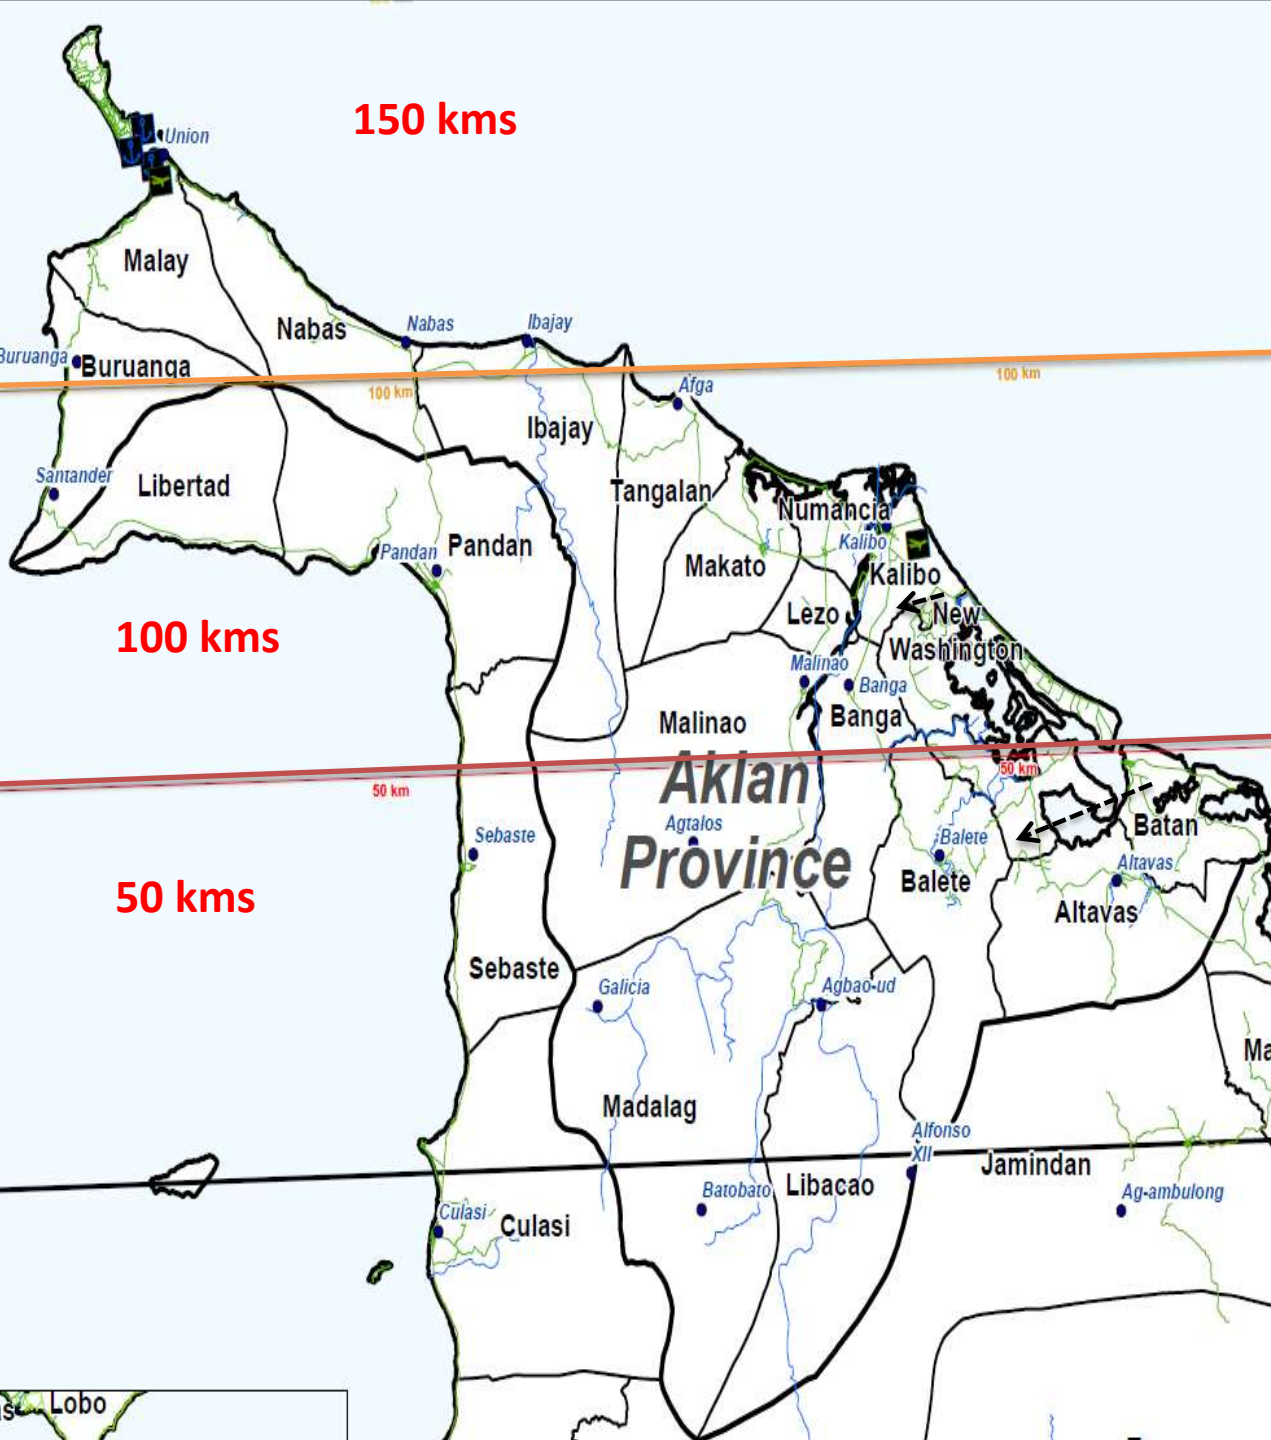 150 kms
Union
Malay
Nabas
Nabas
Ibajay
Buruanga
Buruanga
100 km
100 km
Afga
Ibajay
Santander
Libertad
Tangalan
Numancia
Pandan
Pandan
Kalibo
Makato
Kalibo
Lezo
New
Washington
100 kms
Malinao
Banga
Malinao
Banga
Aklan
Province
50 km
50 km
Sebaste
Agtalos
Balete
Batan
Altavas
50 kms
Balete
Altavas
Sebaste
Galicia
Agbao-ud
Ma
Madalag
Alfonso
XII
Jamindan
Batobato
Libacao
Ag-ambulong
Culasi
Culasi
Lobo